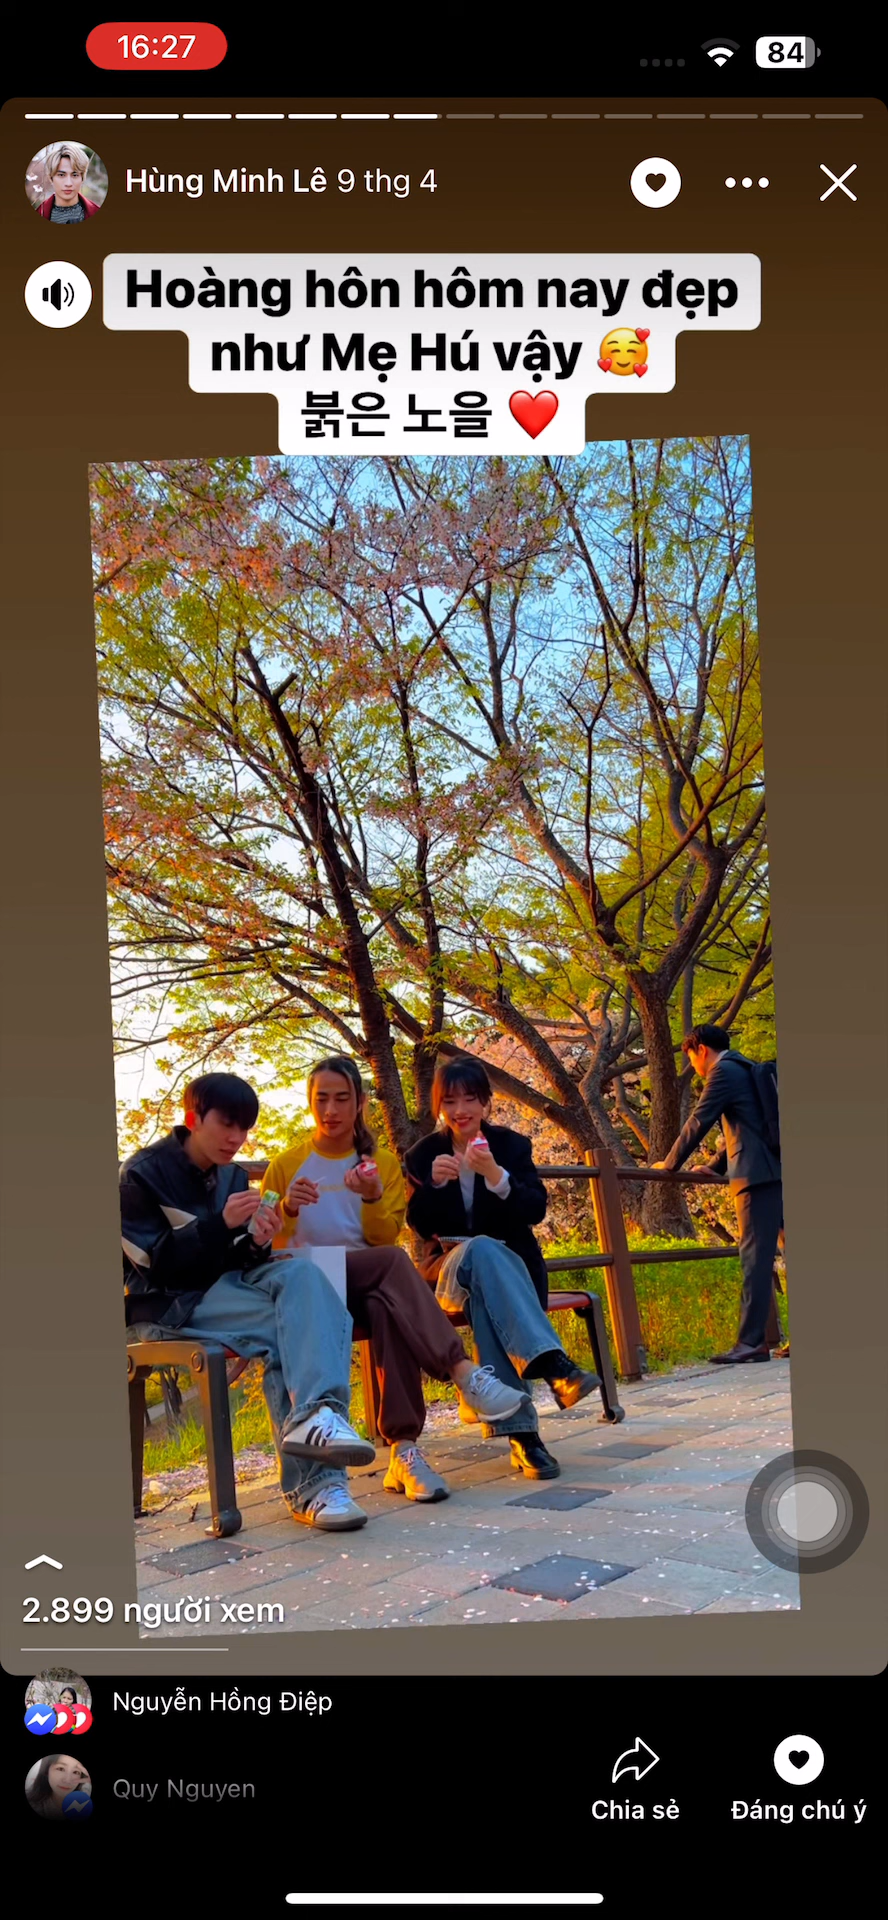 16:27
84
Hùng Minh Lê 9 thg 4
Hoàng hôn hôm nay đẹp
như Mẹ Hú vậy 🥰
붉은 노을 ❤️
2.899 người xem
Nguyễn Hồng Điệp
Quy Nguyen
Chia sẻ
Đáng chú ý